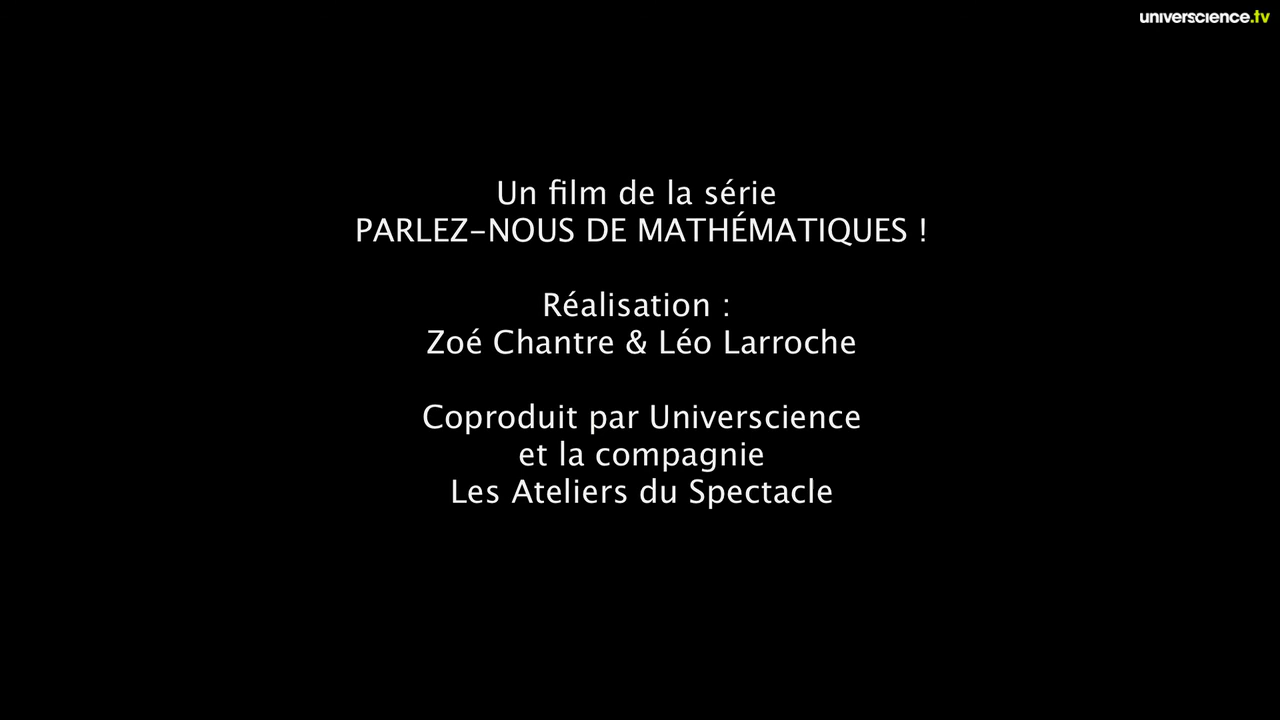 universcience.tv
Un film de la série
PARLEZ-NOUS DE MATHÉMATIQUES !
Réalisation :
Zoé Chantre & Léo Larroche
Coproduit par Universcience
et la compagnie
Les Ateliers du Spectacle